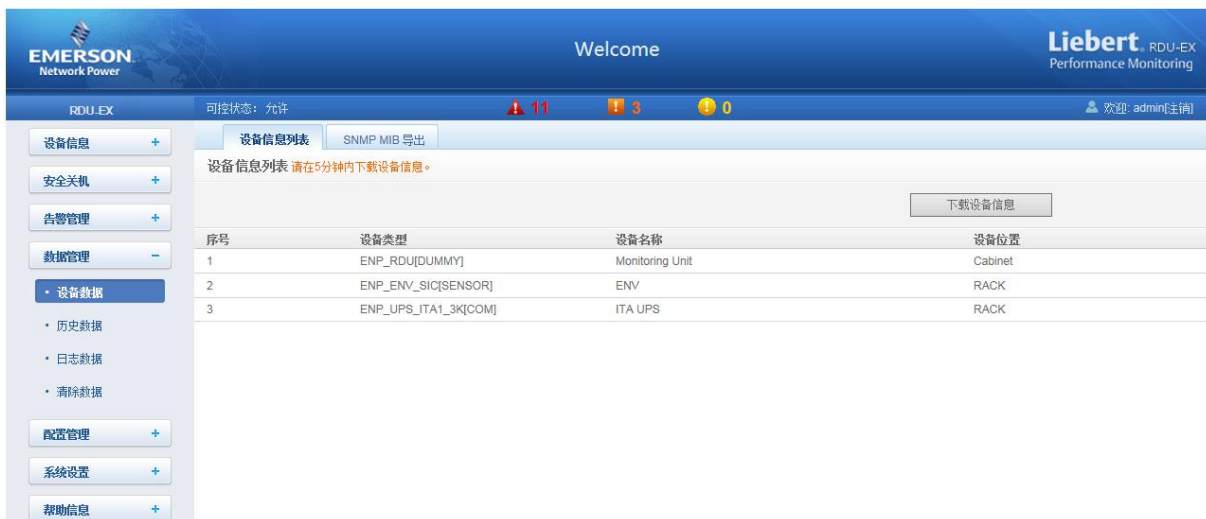 EMERSON
Network Power
Welcome
Liebert. RDU-EX
Performance Monitoring
RDU-EX
可控状态：允许
11
3
0
欢迎: admin[注销]
设备信息 +
安全关机 +
告警管理 +
数据管理 −
· 设备数据
· 历史数据
· 日志数据
· 清除数据
配置管理 +
系统设置 +
帮助信息 +
设备信息列表 SNMP MIB 导出
设备信息列表 请在5分钟内下载设备信息。
下载设备信息
序号 设备类型 设备名称 设备位置
1 ENP_RDU[DUMMY] Monitoring Unit Cabinet
2 ENP_ENV_SIC[SENSOR] ENV RACK
3 ENP_UPS_ITA1_3K[COM] ITA UPS RACK